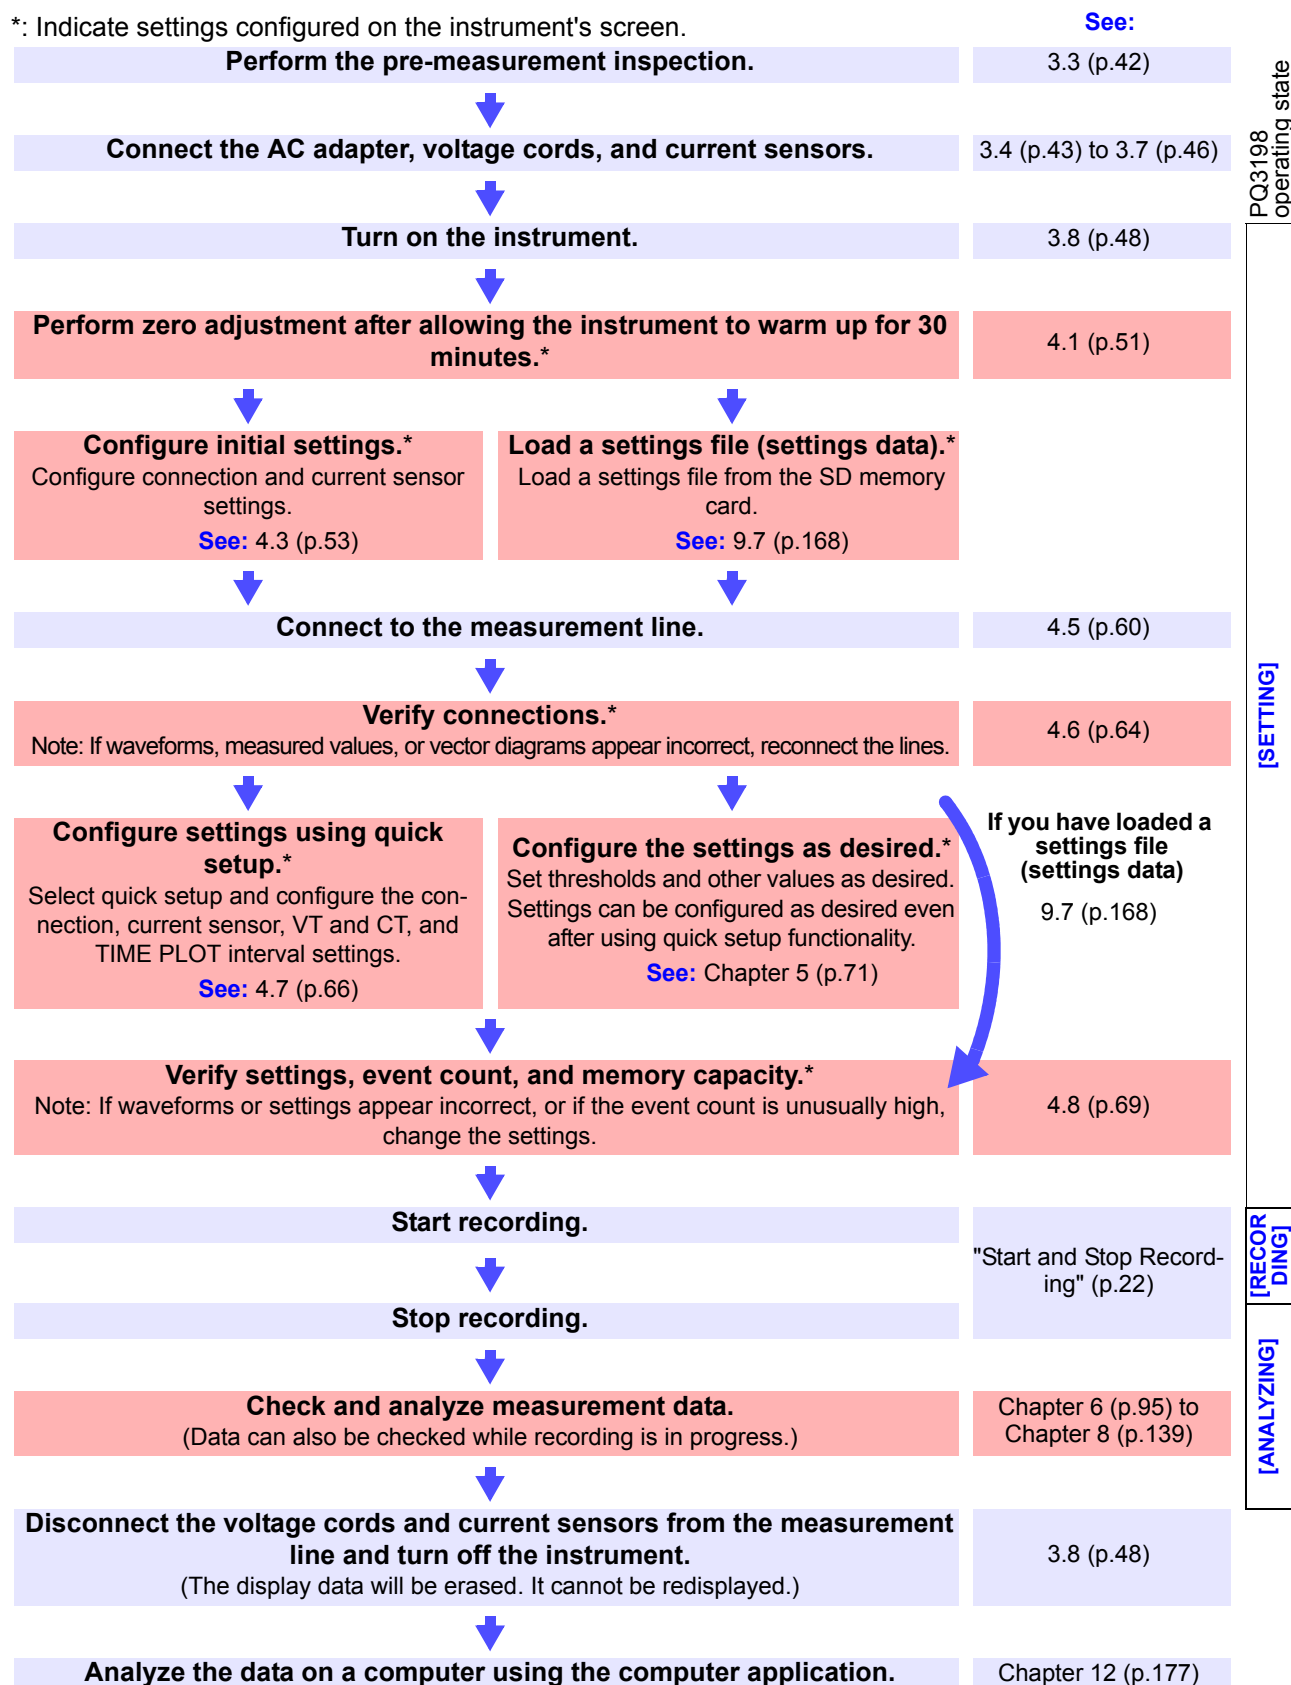 *: Indicate settings configured on the instrument's screen.
See:
Perform the pre-measurement inspection.
3.3 (p.42)
Connect the AC adapter, voltage cords, and current sensors.
3.4 (p.43) to 3.7 (p.46)
PQ3198
operating state
Turn on the instrument.
3.8 (p.48)
Perform zero adjustment after allowing the instrument to warm up for 30
minutes.*
4.1 (p.51)
Configure initial settings.*
Configure connection and current sensor
settings.
See: 4.3 (p.53)
Load a settings file (settings data).*
Load a settings file from the SD memory
card.
See: 9.7 (p.168)
Connect to the measurement line.
4.5 (p.60)
[SETTING]
Verify connections.*
Note: If waveforms, measured values, or vector diagrams appear incorrect, reconnect the lines.
4.6 (p.64)
Configure settings using quick
setup.*
Select quick setup and configure the con-
nection, current sensor, VT and CT, and
TIME PLOT interval settings.
See: 4.7 (p.66)
Configure the settings as desired.*
Set thresholds and other values as desired.
Settings can be configured as desired even
after using quick setup functionality.
See: Chapter 5 (p.71)
If you have loaded a
settings file
(settings data)
9.7 (p.168)
Verify settings, event count, and memory capacity.*
Note: If waveforms or settings appear incorrect, or if the event count is unusually high,
change the settings.
4.8 (p.69)
Start recording.
"Start and Stop Record-
ing" (p.22)
[RECOR
DING]
Stop recording.
[ANALYZING]
Check and analyze measurement data.
(Data can also be checked while recording is in progress.)
Chapter 6 (p.95) to
Chapter 8 (p.139)
Disconnect the voltage cords and current sensors from the measurement
line and turn off the instrument.
(The display data will be erased. It cannot be redisplayed.)
3.8 (p.48)
Analyze the data on a computer using the computer application.
Chapter 12 (p.177)